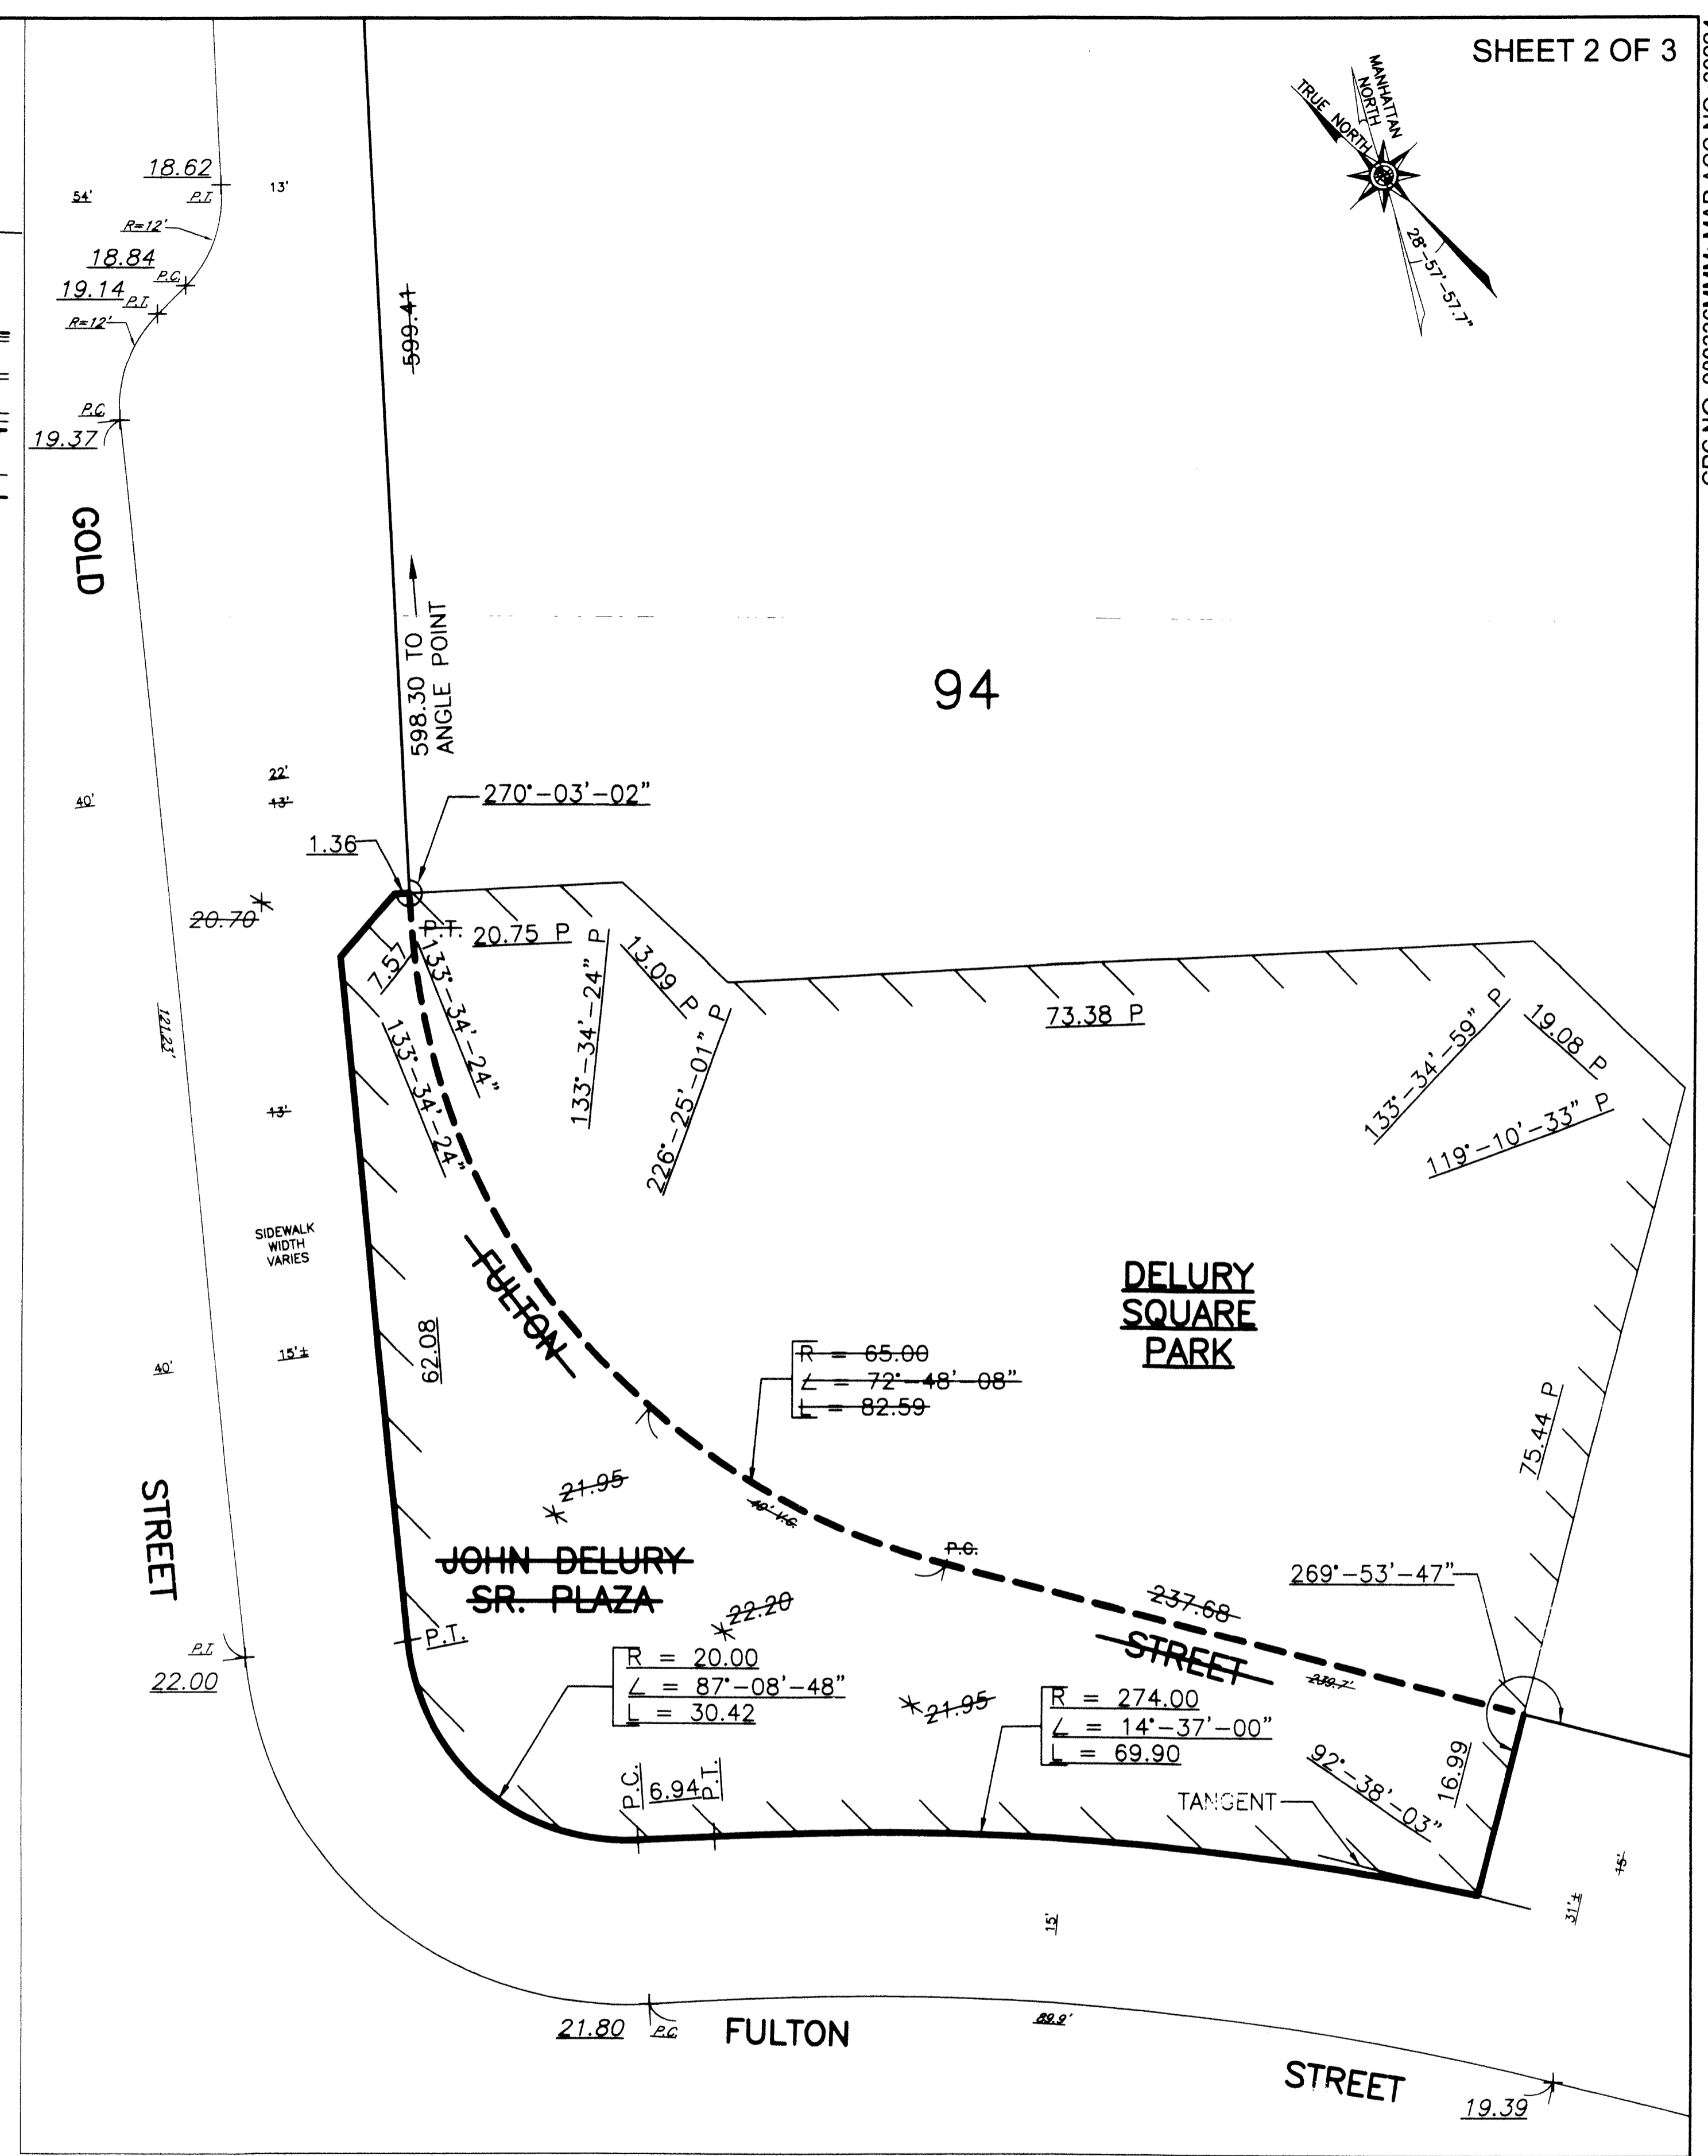 SHEET 2 OF 3
MANHATTAN
NORTH
TRUE NORTH
28°-57'-57.7"
18.62
P.T.
54'
13'
R=12'
18.84
P.C.
19.14
P.T.
R=12'
P.C.
19.37
GOLD
599.41
598.30 TO
ANGLE POINT
94
22'
13'
40'
270°-03'-02"
1.36
20.70
P.T.
20.75 P
7.57
133°-34'-24"
133°-34'-24"
133°-34'-24" P
13.09 P
226°-25'-01" P
73.38 P
133°-34'-59" P
19.08 P
119°-10'-33" P
121.23'
13'
SIDEWALK
WIDTH
VARIES
FULTON
DELURY
SQUARE
PARK
62.08
40'
15'±
R = 65.00
∠ = 72°-48'-08"
L = 82.59
75.44 P
STREET
21.95
40' V.C.
P.C.
JOHN DELURY
SR. PLAZA
269°-53'-47"
237.68
22.20
STREET
239.7'
P.T.
P.T.
22.00
R = 20.00
∠ = 87°-08'-48"
L = 30.42
21.95
R = 274.00
∠ = 14°-37'-00"
L = 69.90
P.C.
6.94
P.T.
TANGENT
92°-38'-03"
16.99
15'
31'±
15'
21.80
P.C.
FULTON
89.9'
STREET
19.39